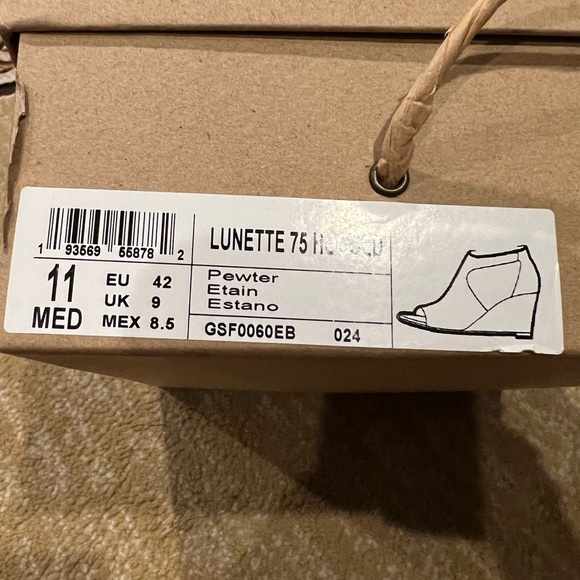 1 93569 55878 2
11
MED
EU 42
UK 9
MEX 8.5
LUNETTE 75
Pewter
Etain
Estano
GSF0060EB 024